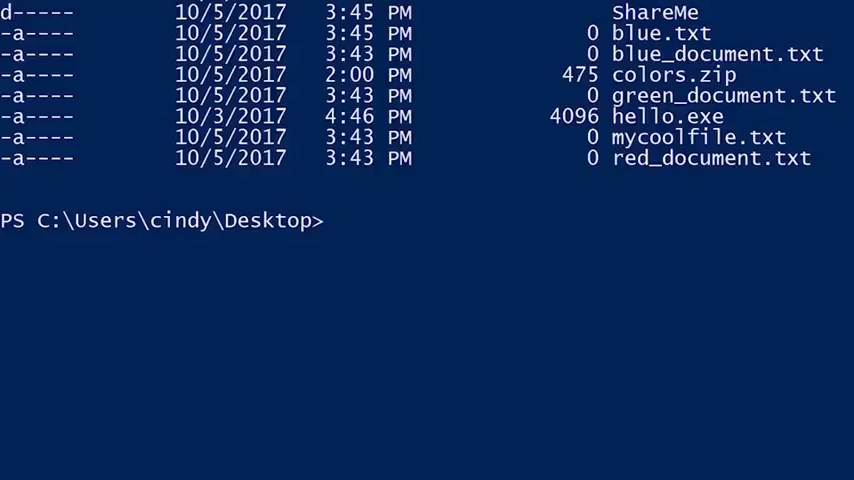 d----- 10/5/2017 3:45 PM ShareMe
-a---- 10/5/2017 3:45 PM 0 blue.txt
-a---- 10/5/2017 3:43 PM 0 blue_document.txt
-a---- 10/5/2017 2:00 PM 475 colors.zip
-a---- 10/5/2017 3:43 PM 0 green_document.txt
-a---- 10/3/2017 4:46 PM 4096 hello.exe
-a---- 10/5/2017 3:43 PM 0 mycoolfile.txt
-a---- 10/5/2017 3:43 PM 0 red_document.txt
PS C:\Users\cindy\Desktop>